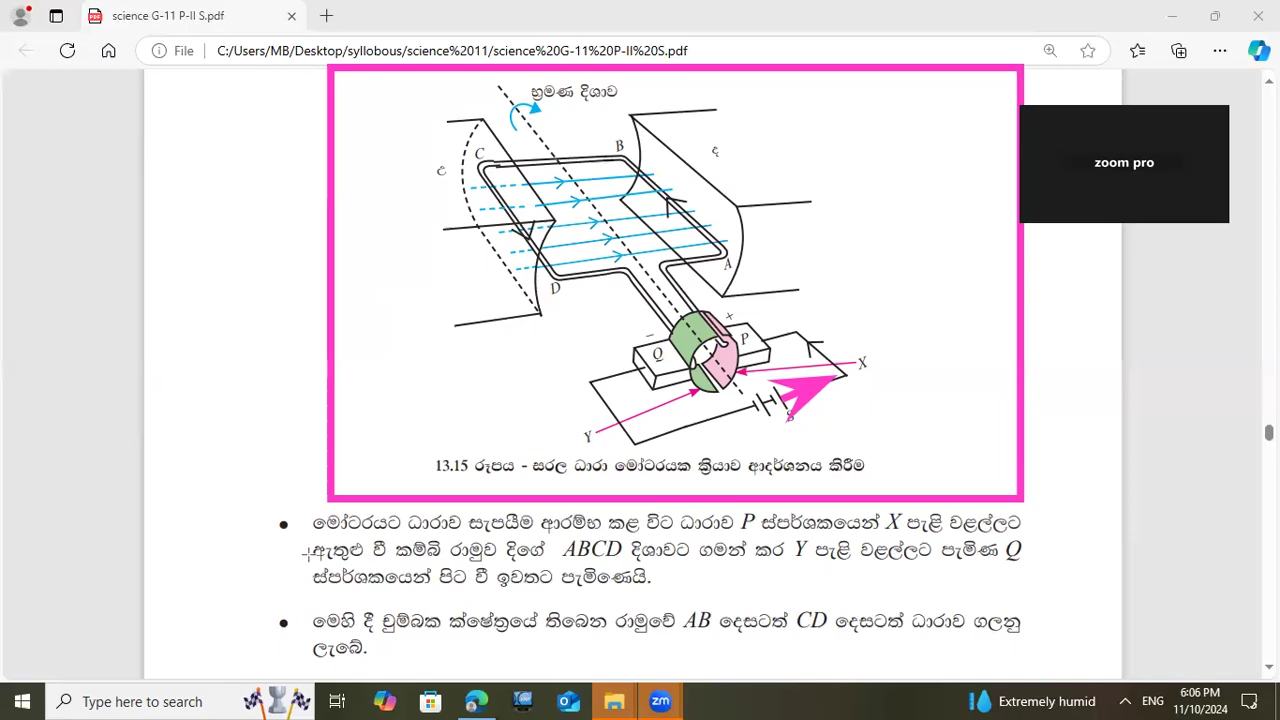 science G-11 P-II S.pdf
File
C:/Users/MB/Desktop/syllobous/science%2011/science%20G-11%20P-II%20S.pdf
zoom pro
භ්‍රමණ දිශාව
C
B
උ
ද
A
D
+
−
P
Q
X
Y
S
13.15 රූපය - සරල ධාරා මෝටරයක ක්‍රියාව ආදර්ශනය කිරීම
● මෝටරයට ධාරාව සැපයීම ආරම්භ කළ විට ධාරාව P ස්පර්ශකයෙන් X පැළි වළල්ලට
ඇතුළු වී කම්බි රාමුව දිගේ ABCD දිශාවට ගමන් කර Y පැළි වළල්ලට පැමිණ Q
ස්පර්ශකයෙන් පිට වී ඉවතට පැමිණෙයි.
● මෙහි දී චුම්බක ක්ෂේත්‍රයේ තිබෙන රාමුවේ AB දෙසටත් CD දෙසටත් ධාරාව ගලනු
ලැබේ.
Type here to search
Extremely humid
ENG
6:06 PM
11/10/2024